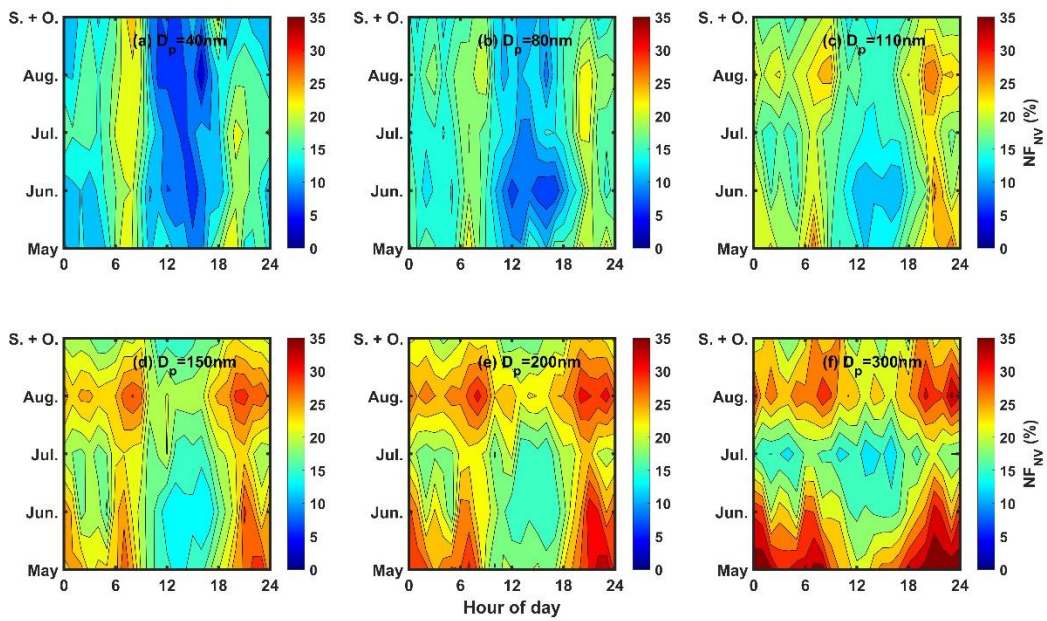 (a) Dp=40nm
S. + O.
Aug.
Jul.
Jun.
May
0 6 12 18 24
35
30
25
20
15
10
5
0
(b) Dp=80nm
S. + O.
Aug.
Jul.
Jun.
May
0 6 12 18 24
35
30
25
20
15
10
5
0
(c) Dp=110nm
S. + O.
Aug.
Jul.
Jun.
May
0 6 12 18 24
35
30
25
20
15
10
5
0
NFNV (%)
(d) Dp=150nm
S. + O.
Aug.
Jul.
Jun.
May
0 6 12 18 24
35
30
25
20
15
10
5
0
(e) Dp=200nm
S. + O.
Aug.
Jul.
Jun.
May
0 6 12 18 24
Hour of day
35
30
25
20
15
10
5
0
(f) Dp=300nm
S. + O.
Aug.
Jul.
Jun.
May
0 6 12 18 24
35
30
25
20
15
10
5
0
NFNV (%)